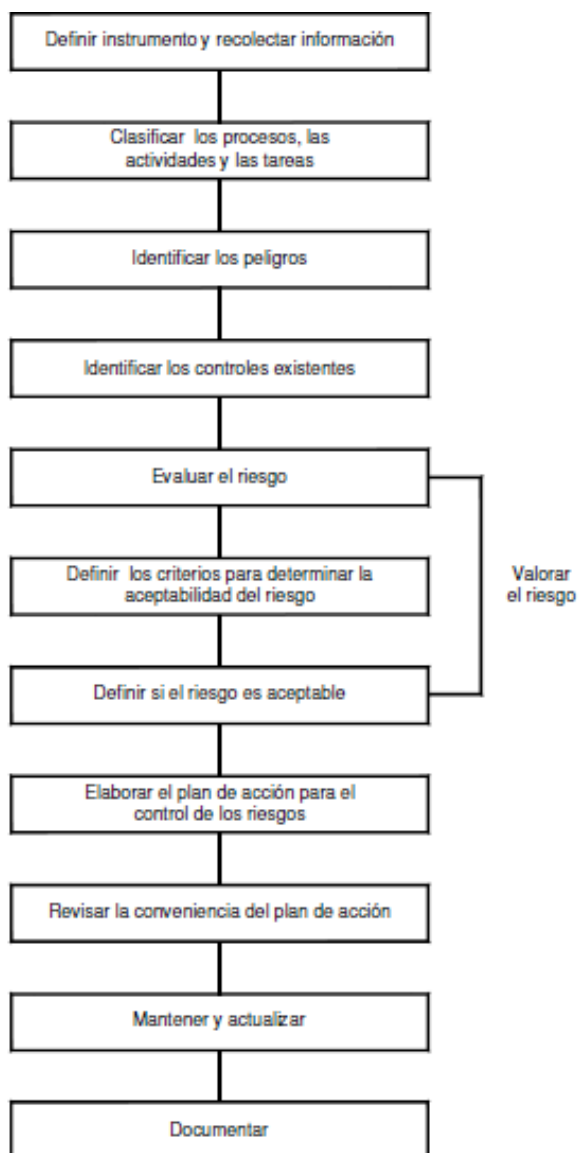 Definir instrumento y recolectar información
Clasificar los procesos, las
actividades y las tareas
Identificar los peligros
Identificar los controles existentes
Evaluar el riesgo
Definir los criterios para determinar la
aceptabilidad del riesgo
Valorar
el riesgo
Definir si el riesgo es aceptable
Elaborar el plan de acción para el
control de los riesgos
Revisar la conveniencia del plan de acción
Mantener y actualizar
Documentar